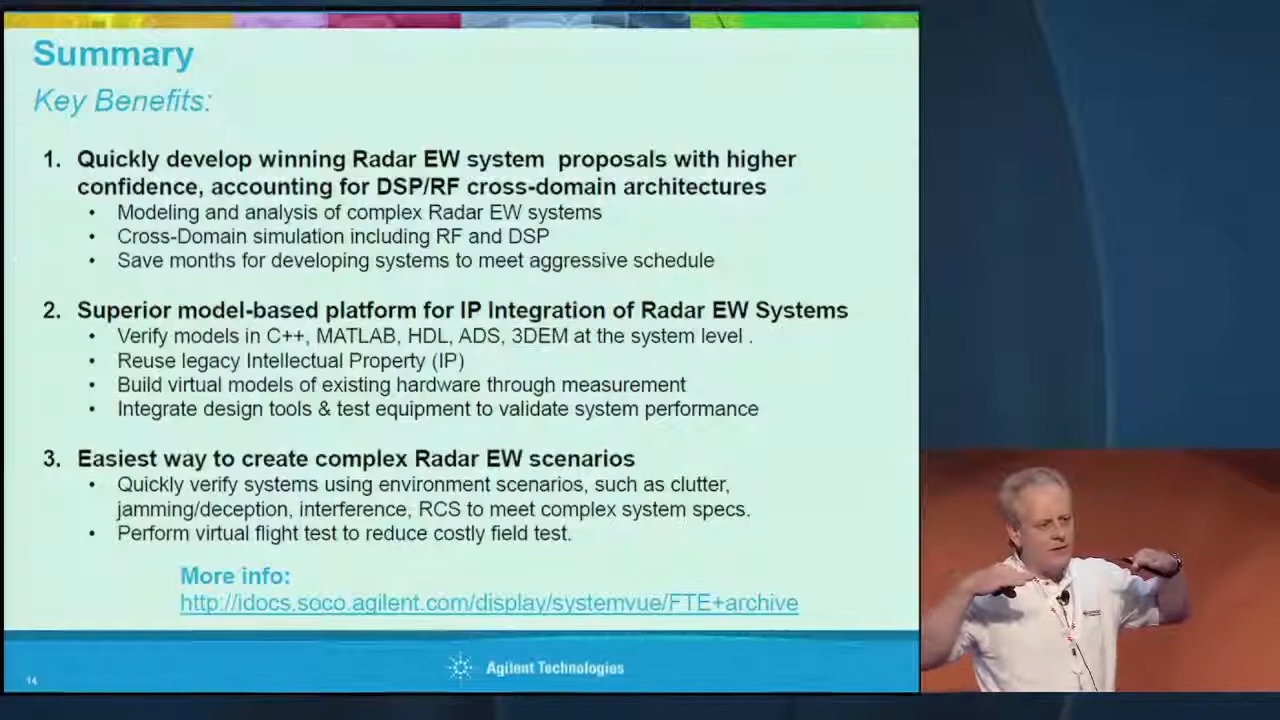 Summary
Key Benefits:
1. Quickly develop winning Radar EW system proposals with higher
confidence, accounting for DSP/RF cross-domain architectures
• Modeling and analysis of complex Radar EW systems
• Cross-Domain simulation including RF and DSP
• Save months for developing systems to meet aggressive schedule
2. Superior model-based platform for IP Integration of Radar EW Systems
• Verify models in C++, MATLAB, HDL, ADS, 3DEM at the system level .
• Reuse legacy Intellectual Property (IP)
• Build virtual models of existing hardware through measurement
• Integrate design tools & test equipment to validate system performance
3. Easiest way to create complex Radar EW scenarios
• Quickly verify systems using environment scenarios, such as clutter,
jamming/deception, interference, RCS to meet complex system specs.
• Perform virtual flight test to reduce costly field test.
More info:
http://idocs.soco.agilent.com/display/systemvue/FTE+archive
14
Agilent Technologies